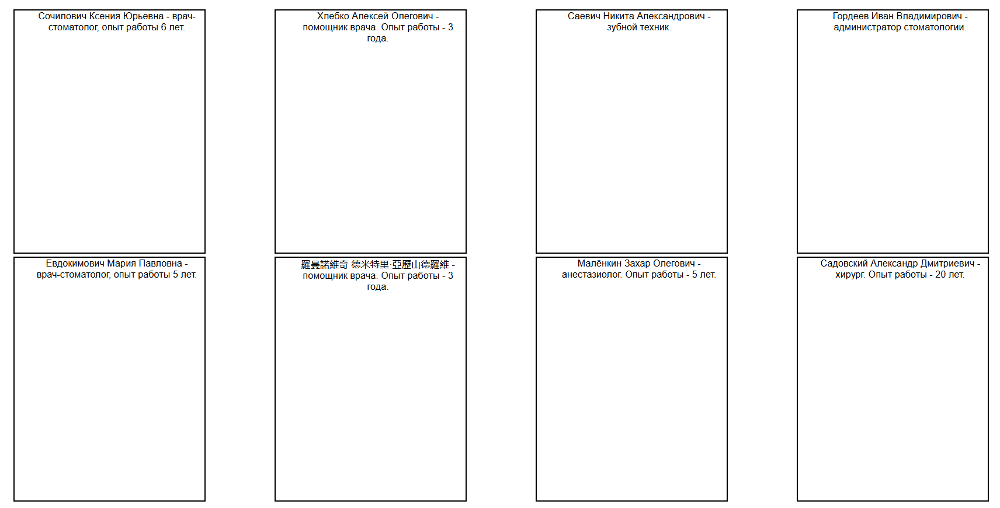 Сочилович Ксения Юрьевна - врач-
стоматолог, опыт работы 6 лет.
Хлебко Алексей Олегович -
помощник врача. Опыт работы - 3
года.
Саевич Никита Александрович -
зубной техник.
Гордеев Иван Владимирович -
администратор стоматологии.
Евдокимович Мария Павловна -
врач-стоматолог, опыт работы 5 лет.
羅曼諾維奇 德米特里·亞歷山德羅維 -
помощник врача. Опыт работы - 3
года.
Малёнкин Захар Олегович -
анестазиолог. Опыт работы - 5 лет.
Садовский Александр Дмитриевич -
хирург. Опыт работы - 20 лет.